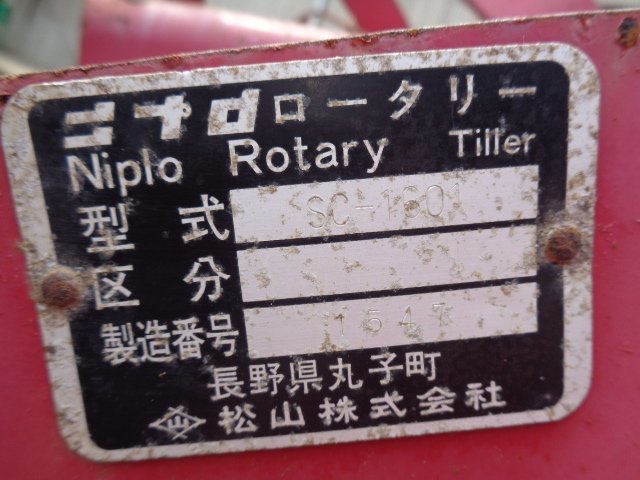 ニプロロータリー
Niplo Rotary Tiller
型式 SC-1601
区分
製造番号 1547
長野県丸子町
松山株式会社